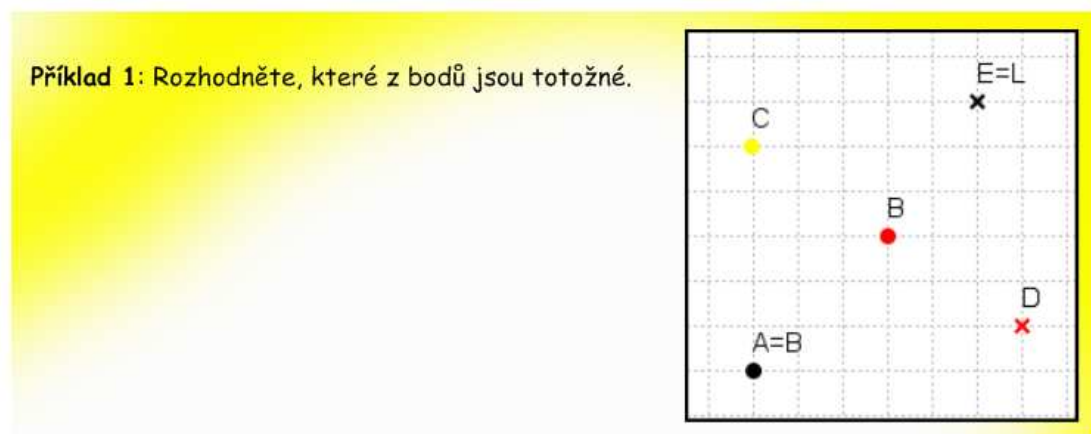 Příklad 1: Rozhodněte, které z bodů jsou totožné.
E=L
C
B
D
A=B